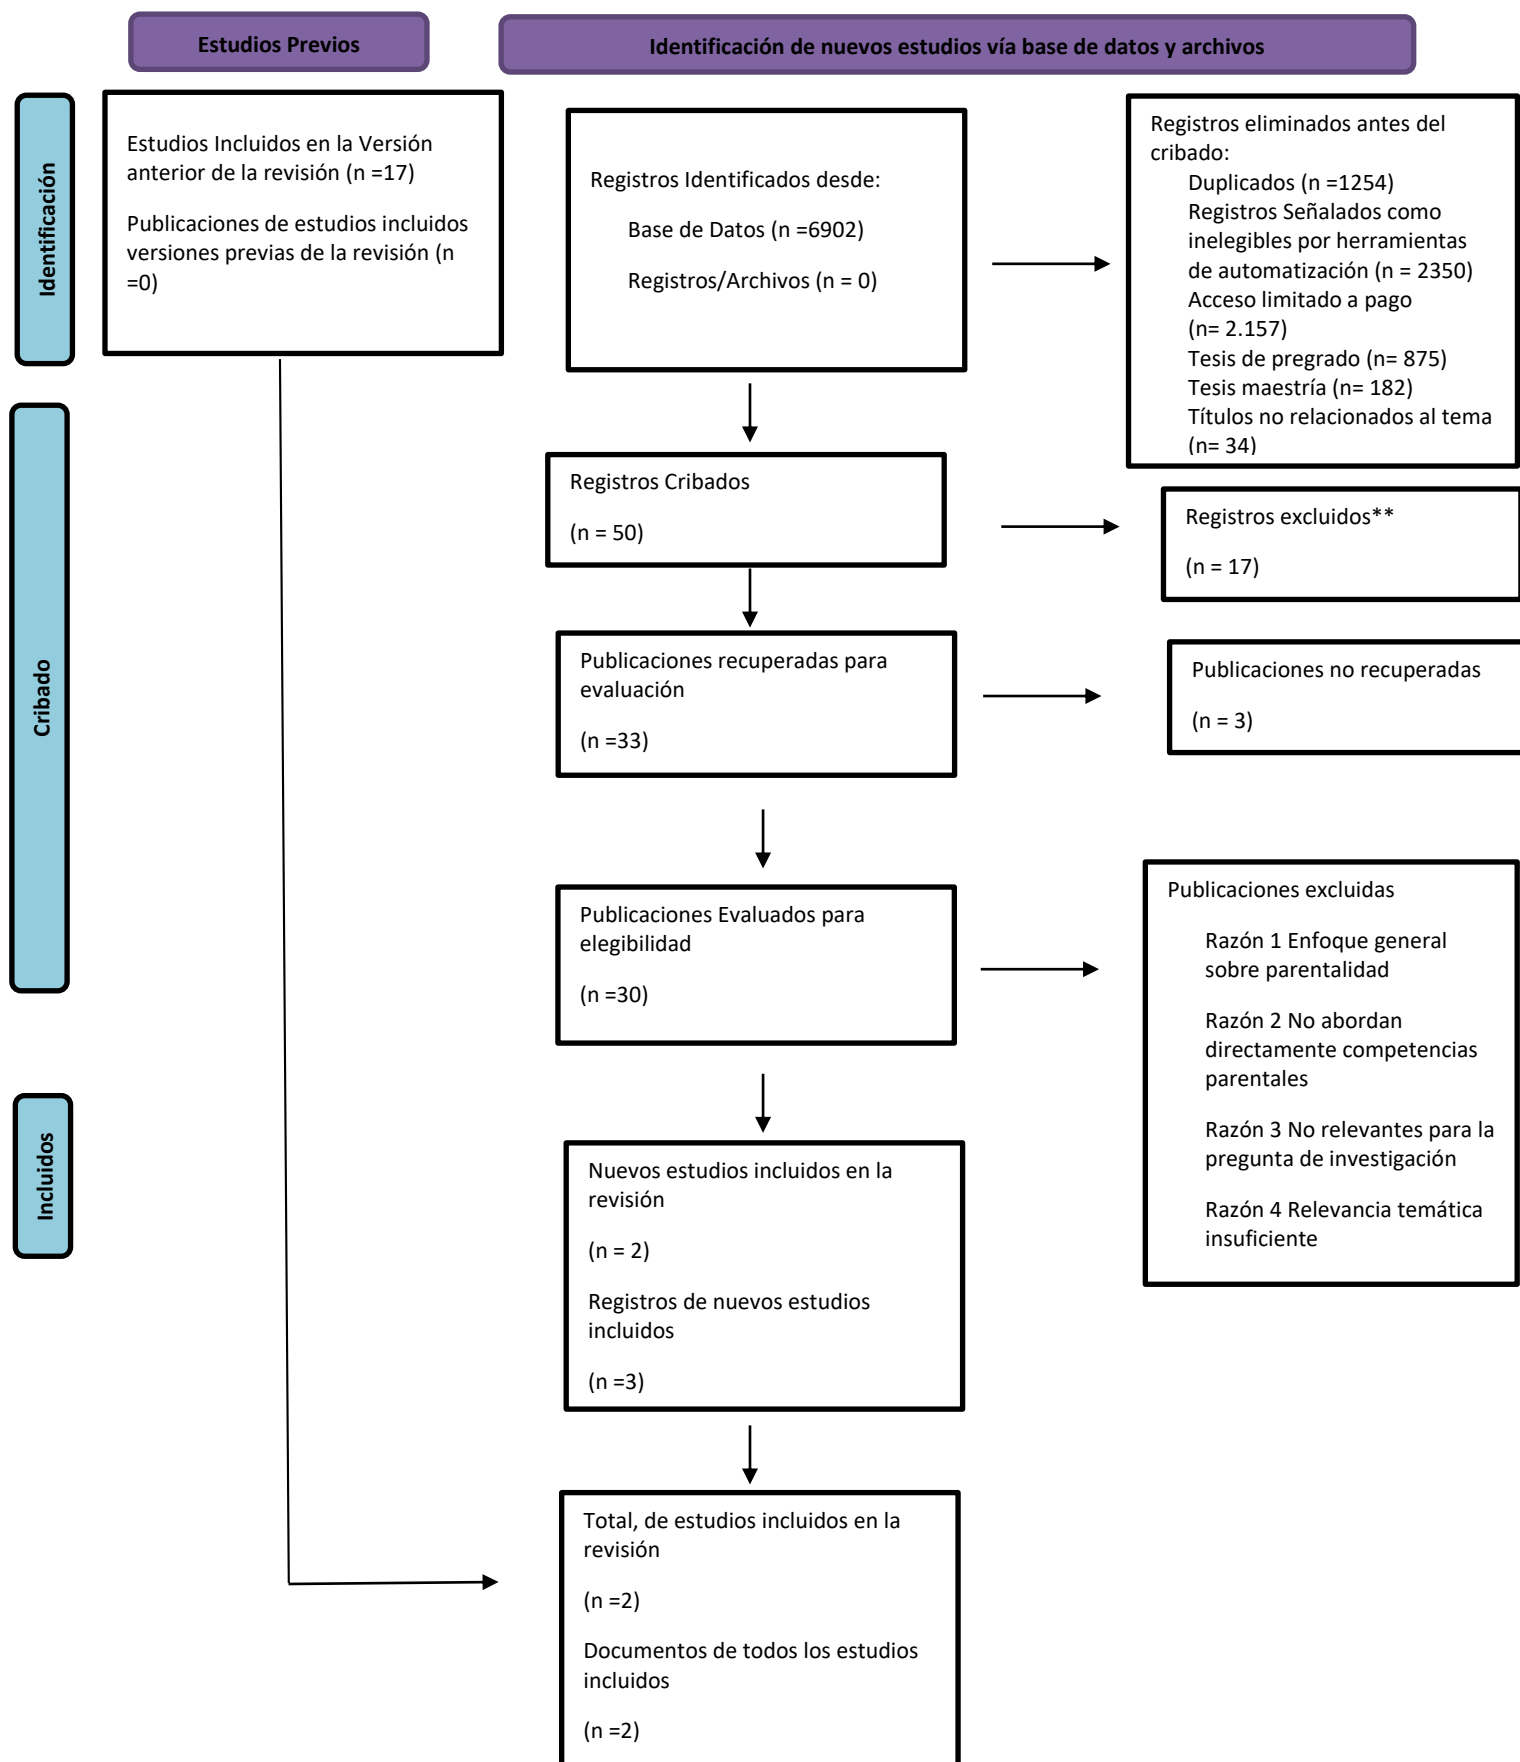 Estudios Previos
Identificación de nuevos estudios vía base de datos y archivos
Identificación
Estudios Incluidos en la Versión
anterior de la revisión (n =17)
Publicaciones de estudios incluidos
versiones previas de la revisión (n
=0)
Registros Identificados desde:
Base de Datos (n =6902)
Registros/Archivos (n = 0)
Registros eliminados antes del
cribado:
Duplicados (n =1254)
Registros Señalados como
inelegibles por herramientas
de automatización (n = 2350)
Acceso limitado a pago
(n= 2.157)
Tesis de pregrado (n= 875)
Tesis maestría (n= 182)
Títulos no relacionados al tema
(n= 34)
Cribado
Registros Cribados
(n = 50)
Registros excluidos**
(n = 17)
Publicaciones recuperadas para
evaluación
(n =33)
Publicaciones no recuperadas
(n = 3)
Publicaciones Evaluados para
elegibilidad
(n =30)
Publicaciones excluidas
Razón 1 Enfoque general
sobre parentalidad
Razón 2 No abordan
directamente competencias
parentales
Razón 3 No relevantes para la
pregunta de investigación
Razón 4 Relevancia temática
insuficiente
Incluidos
Nuevos estudios incluidos en la
revisión
(n = 2)
Registros de nuevos estudios
incluidos
(n =3)
Total, de estudios incluidos en la
revisión
(n =2)
Documentos de todos los estudios
incluidos
(n =2)